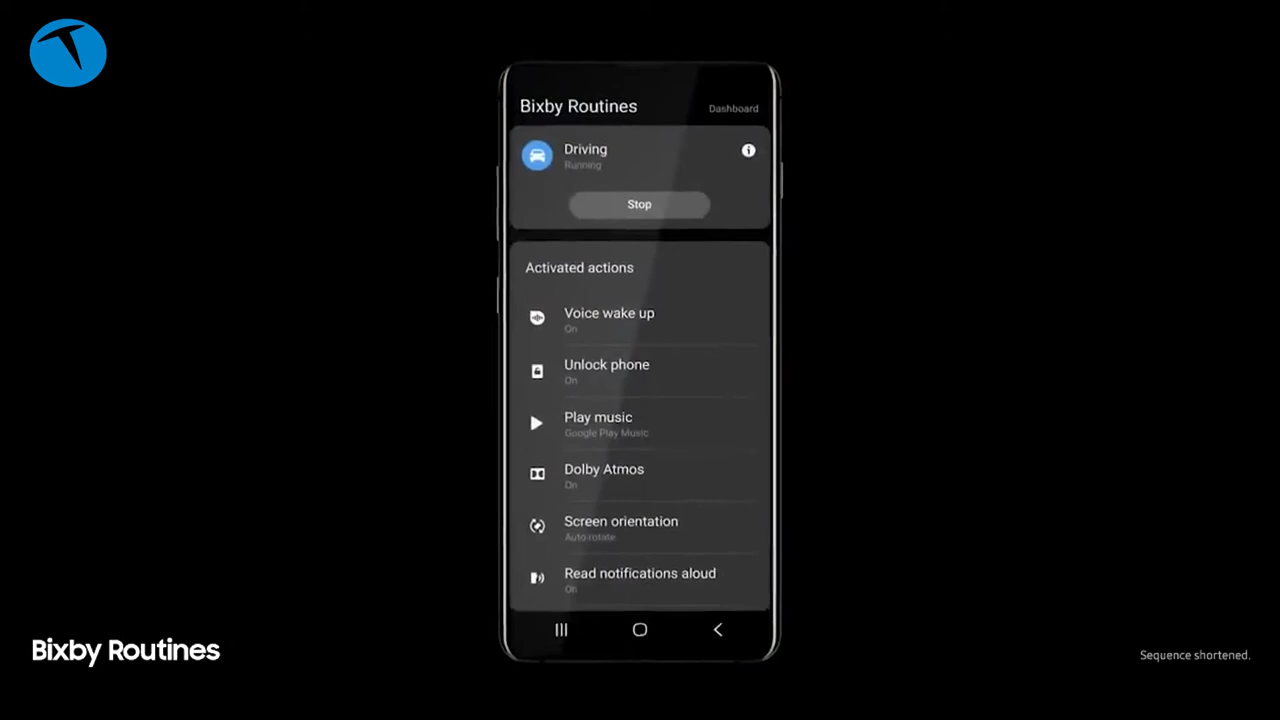 Bixby Routines
Dashboard
Driving
Running
Stop
Activated actions
Voice wake up
On
Unlock phone
On
Play music
Google Play Music
Dolby Atmos
On
Screen orientation
Auto rotate
Read notifications aloud
On
Bixby Routines
Sequence shortened.